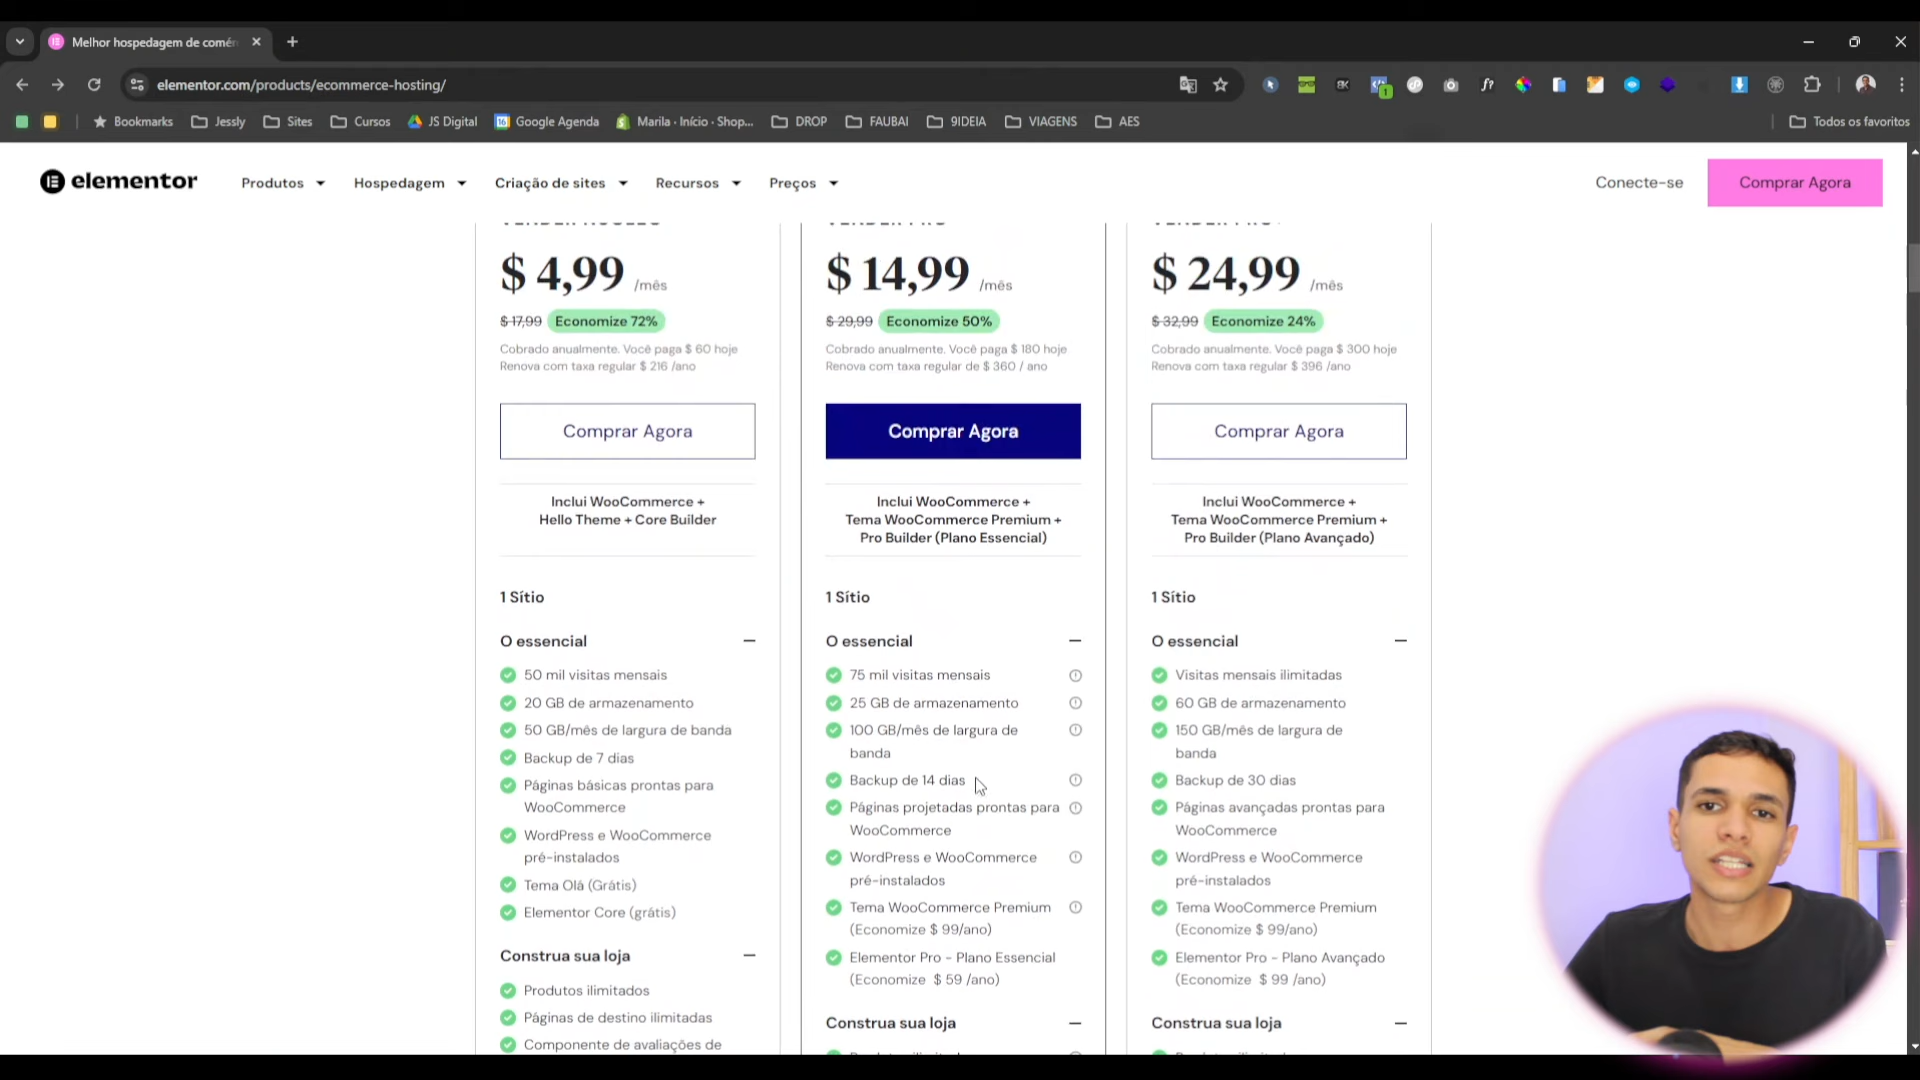 Melhor hospedagem de comér
elementor.com/products/ecommerce-hosting/
Bookmarks
Jessly
Sites
Cursos
JS Digital
Google Agenda
Marila · Início · Shop...
DROP
FAUBAI
9IDEIA
VIAGENS
AES
Todos os favoritos
elementor
Produtos
Hospedagem
Criação de sites
Recursos
Preços
Conecte-se
Comprar Agora
$ 4,99 /mês
$ 17,99 Economize 72%
Cobrado anualmente. Você paga $ 60 hoje
Renova com taxa regular $ 216 /ano
Comprar Agora
Inclui WooCommerce +
Hello Theme + Core Builder
1 Sítio
O essencial
50 mil visitas mensais
20 GB de armazenamento
50 GB/mês de largura de banda
Backup de 7 dias
Páginas básicas prontas para
WooCommerce
WordPress e WooCommerce
pré-instalados
Tema Olá (Grátis)
Elementor Core (grátis)
Construa sua loja
Produtos ilimitados
Páginas de destino ilimitadas
Componente de avaliações de
$ 14,99 /mês
$ 29,99 Economize 50%
Cobrado anualmente. Você paga $ 180 hoje
Renova com taxa regular de $ 360 / ano
Comprar Agora
Inclui WooCommerce +
Tema WooCommerce Premium +
Pro Builder (Plano Essencial)
1 Sítio
O essencial
75 mil visitas mensais
25 GB de armazenamento
100 GB/mês de largura de
banda
Backup de 14 dias
Páginas projetadas prontas para
WooCommerce
WordPress e WooCommerce
pré-instalados
Tema WooCommerce Premium
(Economize $ 99/ano)
Elementor Pro - Plano Essencial
(Economize $ 59 /ano)
Construa sua loja
$ 24,99 /mês
$ 32,99 Economize 24%
Cobrado anualmente. Você paga $ 300 hoje
Renova com taxa regular $ 396 /ano
Comprar Agora
Inclui WooCommerce +
Tema WooCommerce Premium +
Pro Builder (Plano Avançado)
1 Sítio
O essencial
Visitas mensais ilimitadas
60 GB de armazenamento
150 GB/mês de largura de
banda
Backup de 30 dias
Páginas avançadas prontas para
WooCommerce
WordPress e WooCommerce
pré-instalados
Tema WooCommerce Premium
(Economize $ 99/ano)
Elementor Pro - Plano Avançado
(Economize $ 99 /ano)
Construa sua loja